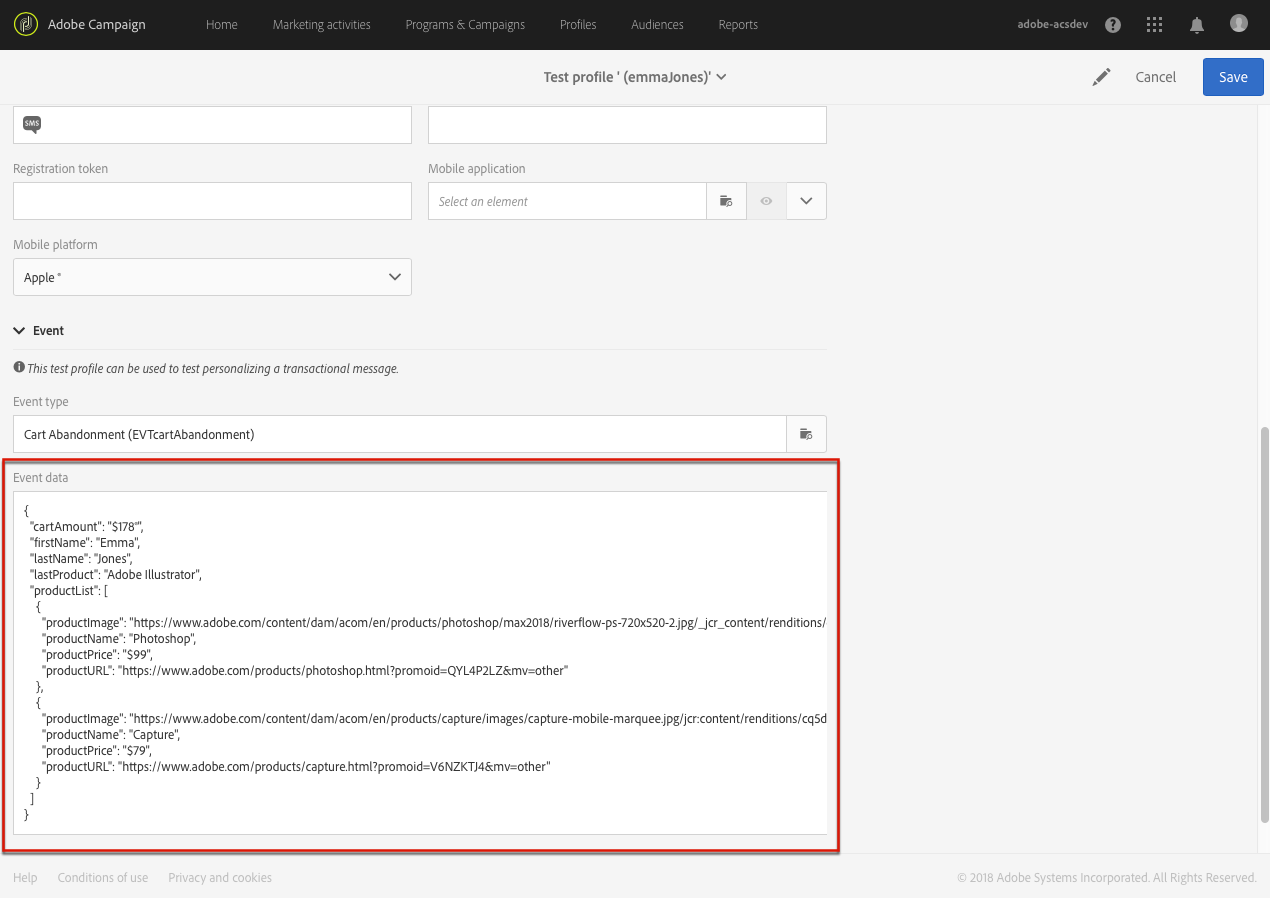 Adobe Campaign Home Marketing activities Programs & Campaigns Profiles Audiences Reports adobe-acsdev
Test profile ' (emmaJones)' Cancel Save
SMS
Registration token Mobile application
Select an element
Mobile platform
Apple *
Event
This test profile can be used to test personalizing a transactional message.
Event type
Cart Abandonment (EVTcartAbandonment)
Event data
{
"cartAmount": "$178"",
"firstName": "Emma",
"lastName": "Jones",
"lastProduct": "Adobe Illustrator",
"productList": [
{
"productImage": "https://www.adobe.com/content/dam/acom/en/products/photoshop/max2018/riverflow-ps-720x520-2.jpg/_jcr_content/renditions/
"productName": "Photoshop",
"productPrice": "$99",
"productURL": "https://www.adobe.com/products/photoshop.html?promoid=QYL4P2LZ&mv=other"
},
{
"productImage": "https://www.adobe.com/content/dam/acom/en/products/capture/images/capture-mobile-marquee.jpg/jcr:content/renditions/cq5d
"productName": "Capture",
"productPrice": "$79",
"productURL": "https://www.adobe.com/products/capture.html?promoid=V6NZKTJ4&mv=other"
}
]
}
Help Conditions of use Privacy and cookies © 2018 Adobe Systems Incorporated. All Rights Reserved.